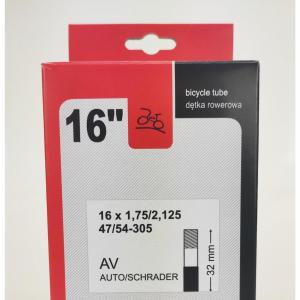 16"
bicycle tube
dętka rowerowa
16 x 1,75/2,125
47/54-305
AV
AUTO/SCHRADER
32 mm